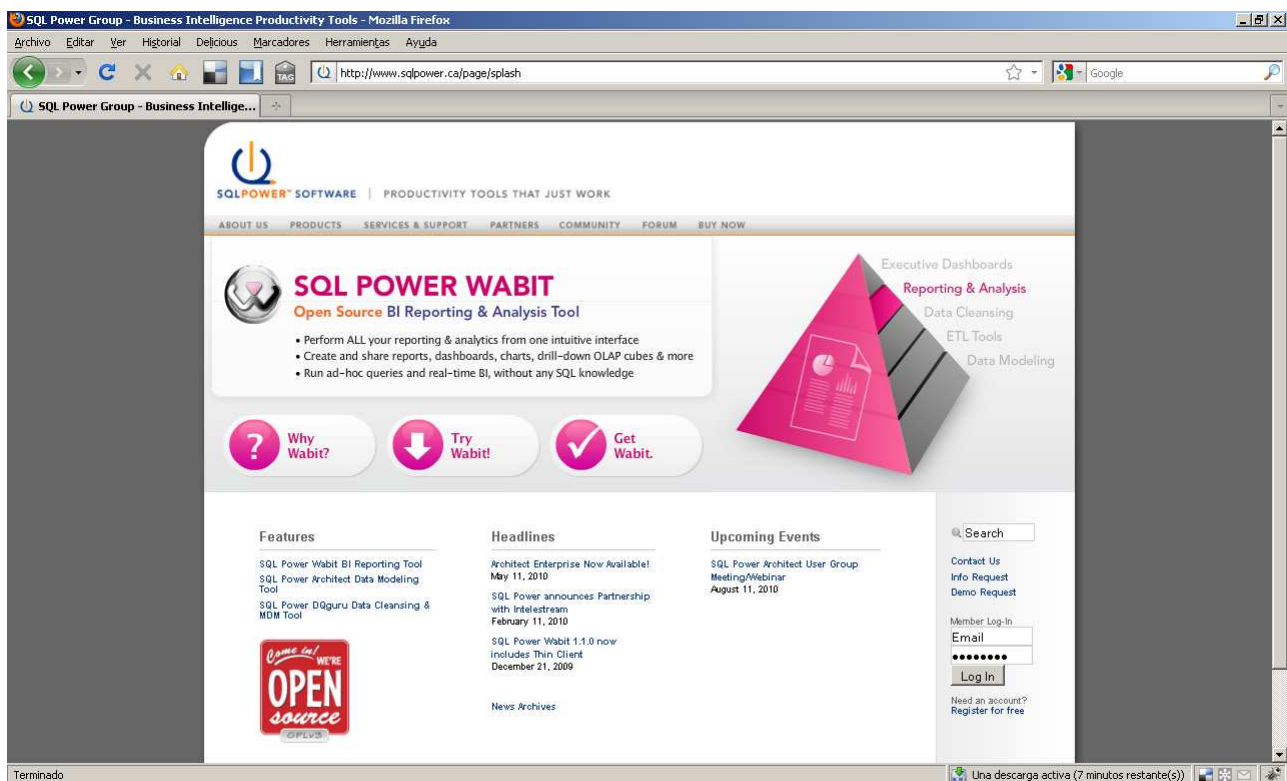 SQL Power Group - Business Intelligence Productivity Tools - Mozilla Firefox
Archivo Editar Ver Historial Delicious Marcadores Herramientas Ayuda
TAG http://www.sqlpower.ca/page/splash Google
SQL Power Group - Business Intellige...
SQLPOWER™ SOFTWARE | PRODUCTIVITY TOOLS THAT JUST WORK
ABOUT US PRODUCTS SERVICES & SUPPORT PARTNERS COMMUNITY FORUM BUY NOW
SQL POWER WABIT
Open Source BI Reporting & Analysis Tool
• Perform ALL your reporting & analytics from one intuitive interface
• Create and share reports, dashboards, charts, drill-down OLAP cubes & more
• Run ad-hoc queries and real-time BI, without any SQL knowledge
Executive Dashboards
Reporting & Analysis
Data Cleansing
ETL Tools
Data Modeling
? Why
Wabit?
Try
Wabit!
Get
Wabit.
Features
SQL Power Wabit BI Reporting Tool
SQL Power Architect Data Modeling
Tool
SQL Power DQguru Data Cleansing &
MDM Tool
Come in!
WE'RE
OPEN
source
GPLv3
Headlines
Architect Enterprise Now Available!
May 11, 2010
SQL Power announces Partnership
with Intelestream
February 11, 2010
SQL Power Wabit 1.1.0 now
includes Thin Client
December 21, 2009
News Archives
Upcoming Events
SQL Power Architect User Group
Meeting/Webinar
August 11, 2010
Search
Contact Us
Info Request
Demo Request
Member Log-In
Email
••••••••
Log In
Need an account?
Register for free
Terminado Una descarga activa (7 minutos restante(s))